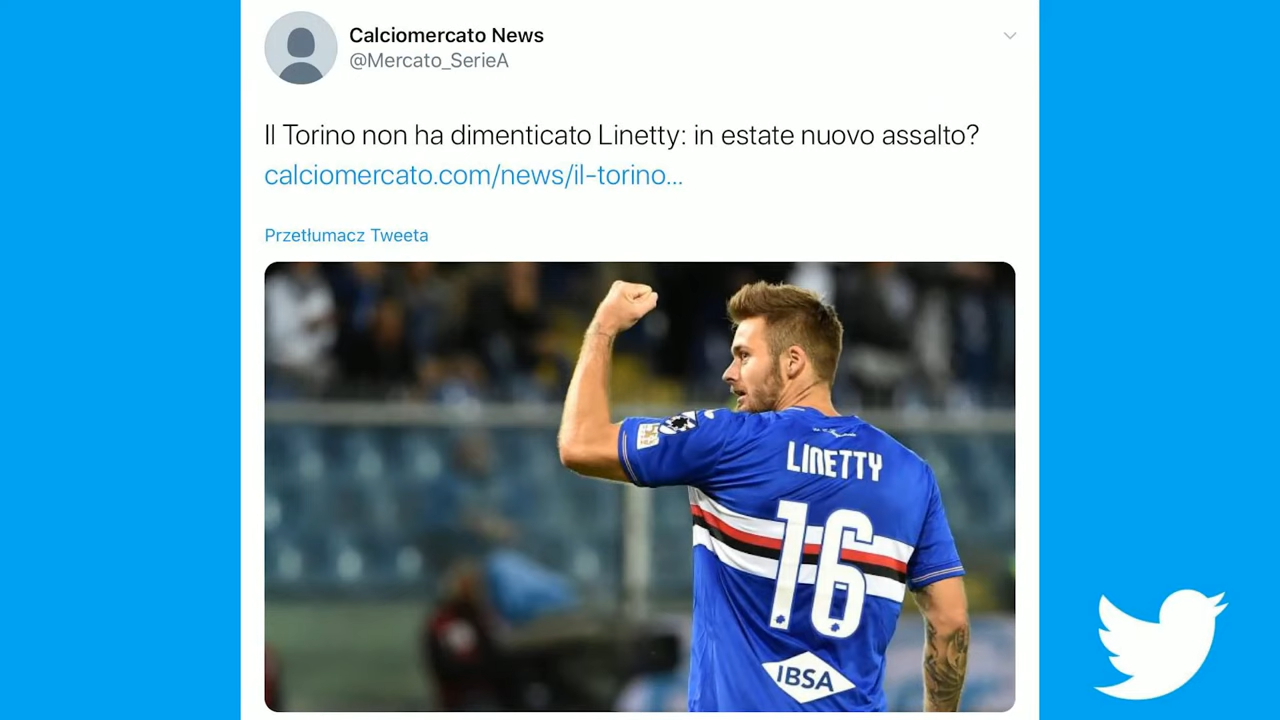 Calciomercato News
@Mercato_SerieA
Il Torino non ha dimenticato Linetty: in estate nuovo assalto?
calciomercato.com/news/il-torino...
Przetłumacz Tweeta
LINETTY
16
IBSA